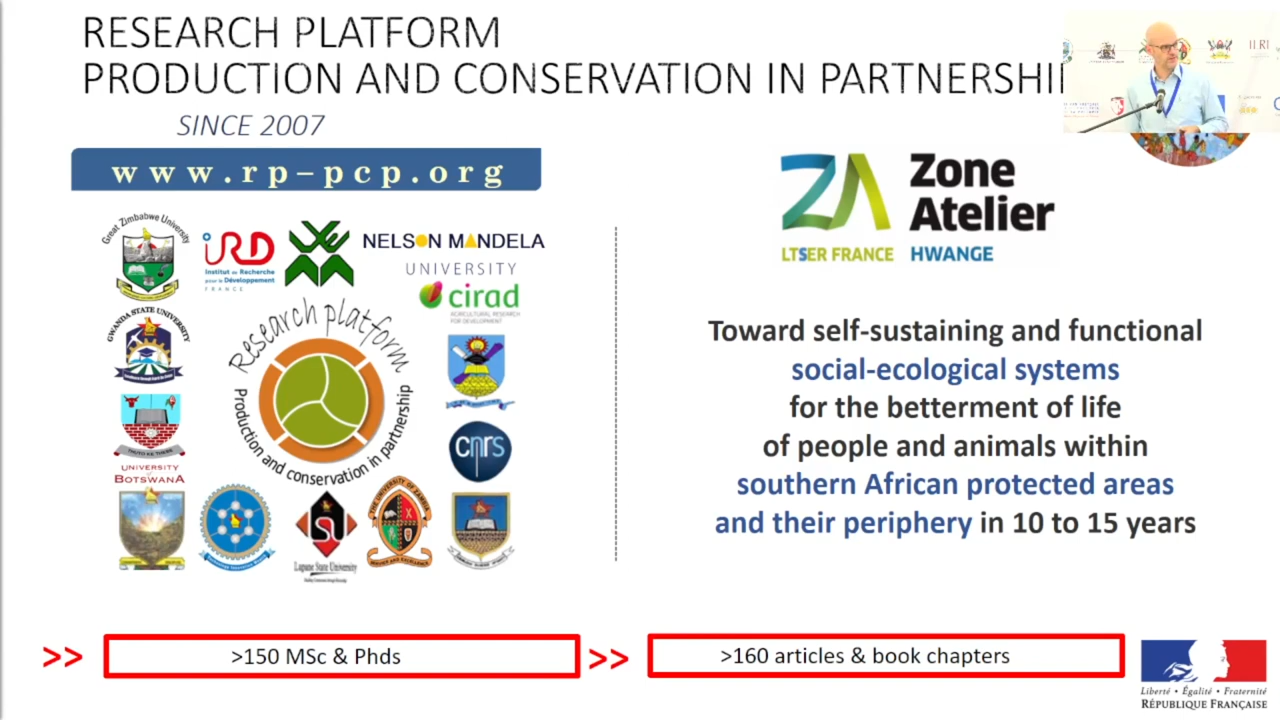 RESEARCH PLATFORM
PRODUCTION AND CONSERVATION IN PARTNERSHI
SINCE 2007
www.rp-pcp.org
Great Zimbabwe University
iRD
Institut de Recherche
pour le Développement
FRANCE
NELSON MANDELA
UNIVERSITY
cirad
AGRICULTURAL RESEARCH
FOR DEVELOPMENT
GWANDA STATE UNIVERSITY
Research platform
Production and conservation in partnership
UNIVERSITY
OF
BOTSWANA
cnrs
THE UNIVERSITY OF ZAMBIA
SERVICE AND EXCELLENCE
Lupane State University
ZA
Zone
Atelier
LTSER FRANCE HWANGE
Toward self-sustaining and functional
social-ecological systems
for the betterment of life
of people and animals within
southern African protected areas
and their periphery in 10 to 15 years
>> >150 MSc & Phds
>> >160 articles & book chapters
Liberté • Égalité • Fraternité
RÉPUBLIQUE FRANÇAISE
ILRI